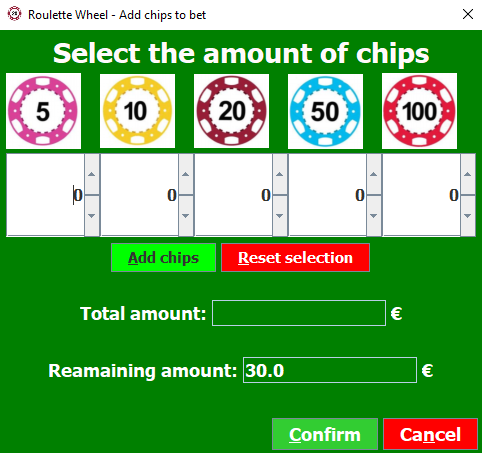 Roulette Wheel - Add chips to bet
Select the amount of chips
5 10 20 50 100
0 0 0 0 0
Add chips Reset selection
Total amount: €
Reamaining amount: 30.0 €
Confirm Cancel